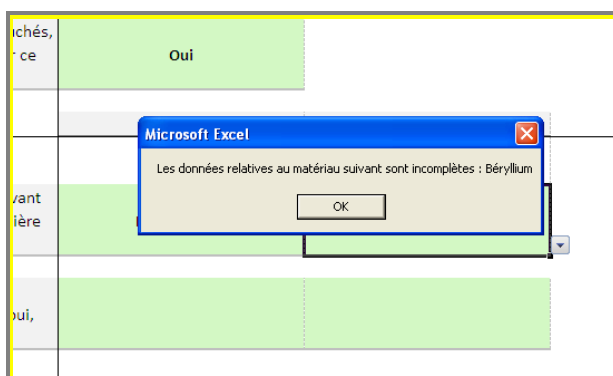 uchés,
r ce
Oui
Microsoft Excel
Les données relatives au matériau suivant sont incomplètes : Béryllium
OK
vant
ière
oui,